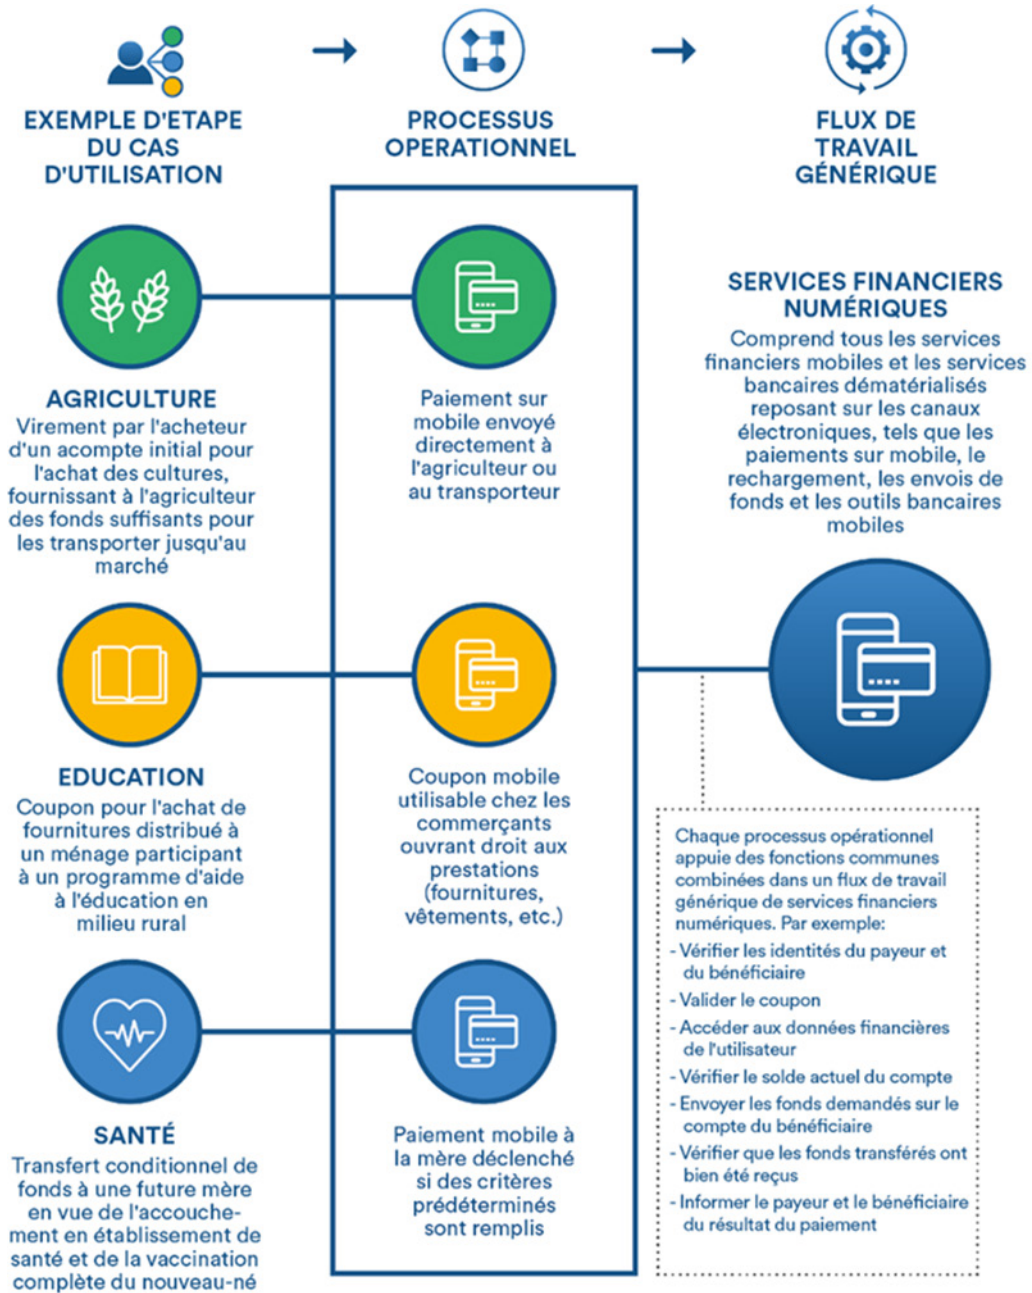 EXEMPLE D'ETAPE
DU CAS
D'UTILISATION
PROCESSUS
OPERATIONNEL
FLUX DE
TRAVAIL
GÉNÉRIQUE
AGRICULTURE
Virement par l'acheteur
d'un acompte initial pour
l'achat des cultures,
fournissant à l'agriculteur
des fonds suffisants pour
les transporter jusqu'au
marché
Paiement sur
mobile envoyé
directement à
l'agriculteur ou
au transporteur
SERVICES FINANCIERS
NUMÉRIQUES
Comprend tous les services
financiers mobiles et les services
bancaires dématérialisés
reposant sur les canaux
électroniques, tels que les
paiements sur mobile, le
rechargement, les envois de
fonds et les outils bancaires
mobiles
EDUCATION
Coupon pour l'achat de
fournitures distribué à
un ménage participant
à un programme d'aide
à l'éducation en
milieu rural
Coupon mobile
utilisable chez les
commerçants
ouvrant droit aux
prestations
(fournitures,
vêtements, etc.)
Chaque processus opérationnel
appuie des fonctions communes
combinées dans un flux de travail
générique de services financiers
numériques. Par exemple:
- Vérifier les identités du payeur et
du bénéficiaire
- Valider le coupon
- Accéder aux données financières
de l'utilisateur
- Vérifier le solde actuel du compte
- Envoyer les fonds demandés sur le
compte du bénéficiaire
- Vérifier que les fonds transférés ont
bien été reçus
- Informer le payeur et le bénéficiaire
du résultat du paiement
SANTÉ
Transfert conditionnel de
fonds à une future mère
en vue de l'accouche-
ment en établissement de
santé et de la vaccination
complète du nouveau-né
Paiement mobile à
la mère déclenché
si des critères
prédéterminés
sont remplis